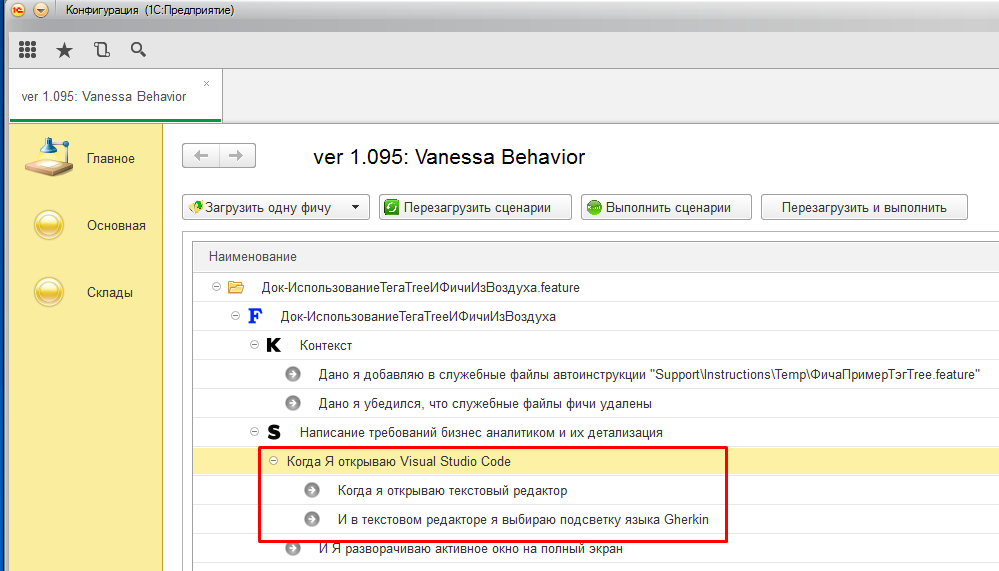 Конфигурация (1С:Предприятие)
ver 1.095: Vanessa Behavior
ver 1.095: Vanessa Behavior
Главное
Основная
Склады
Загрузить одну фичу
Перезагрузить сценарии
Выполнить сценарии
Перезагрузить и выполнить
Наименование
Док-ИспользованиеТегаTreeИФичиИзВоздуха.feature
F Док-ИспользованиеТегаTreeИФичиИзВоздуха
K Контекст
Дано я добавляю в служебные файлы автоинструкции "Support\Instructions\Temp\ФичаПримерТэгTree.feature"
Дано я убедился, что служебные файлы фичи удалены
S Написание требований бизнес аналитиком и их детализация
Когда Я открываю Visual Studio Code
Когда я открываю текстовый редактор
И в текстовом редакторе я выбираю подсветку языка Gherkin
И Я разворачиваю активное окно на полный экран